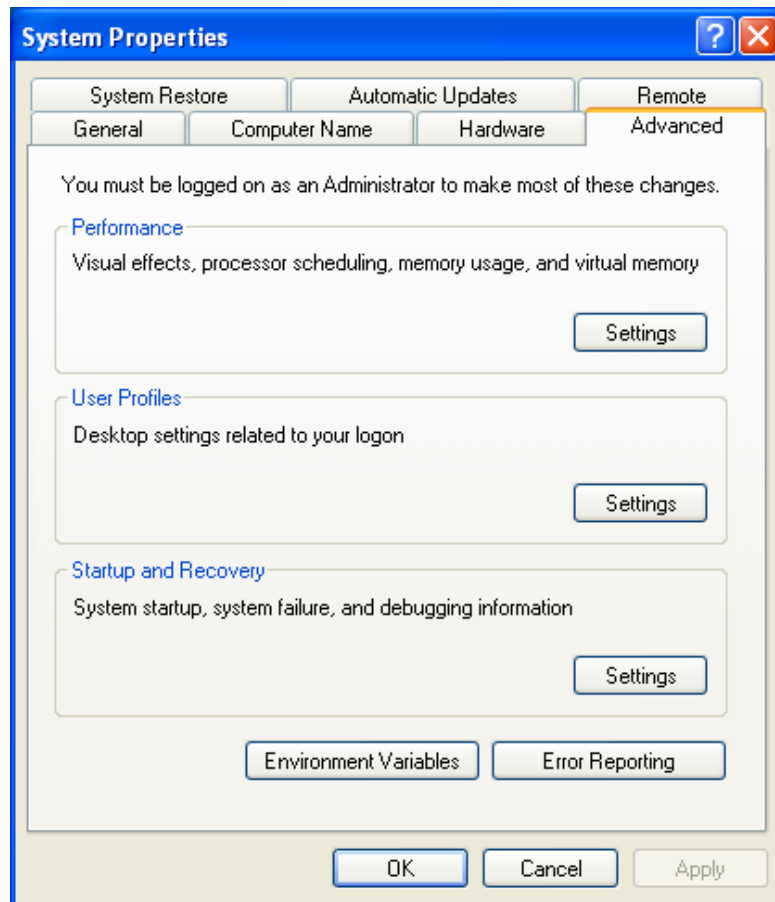 System Properties
System Restore Automatic Updates Remote
General Computer Name Hardware Advanced
You must be logged on as an Administrator to make most of these changes.
Performance
Visual effects, processor scheduling, memory usage, and virtual memory
Settings
User Profiles
Desktop settings related to your logon
Settings
Startup and Recovery
System startup, system failure, and debugging information
Settings
Environment Variables Error Reporting
OK Cancel Apply